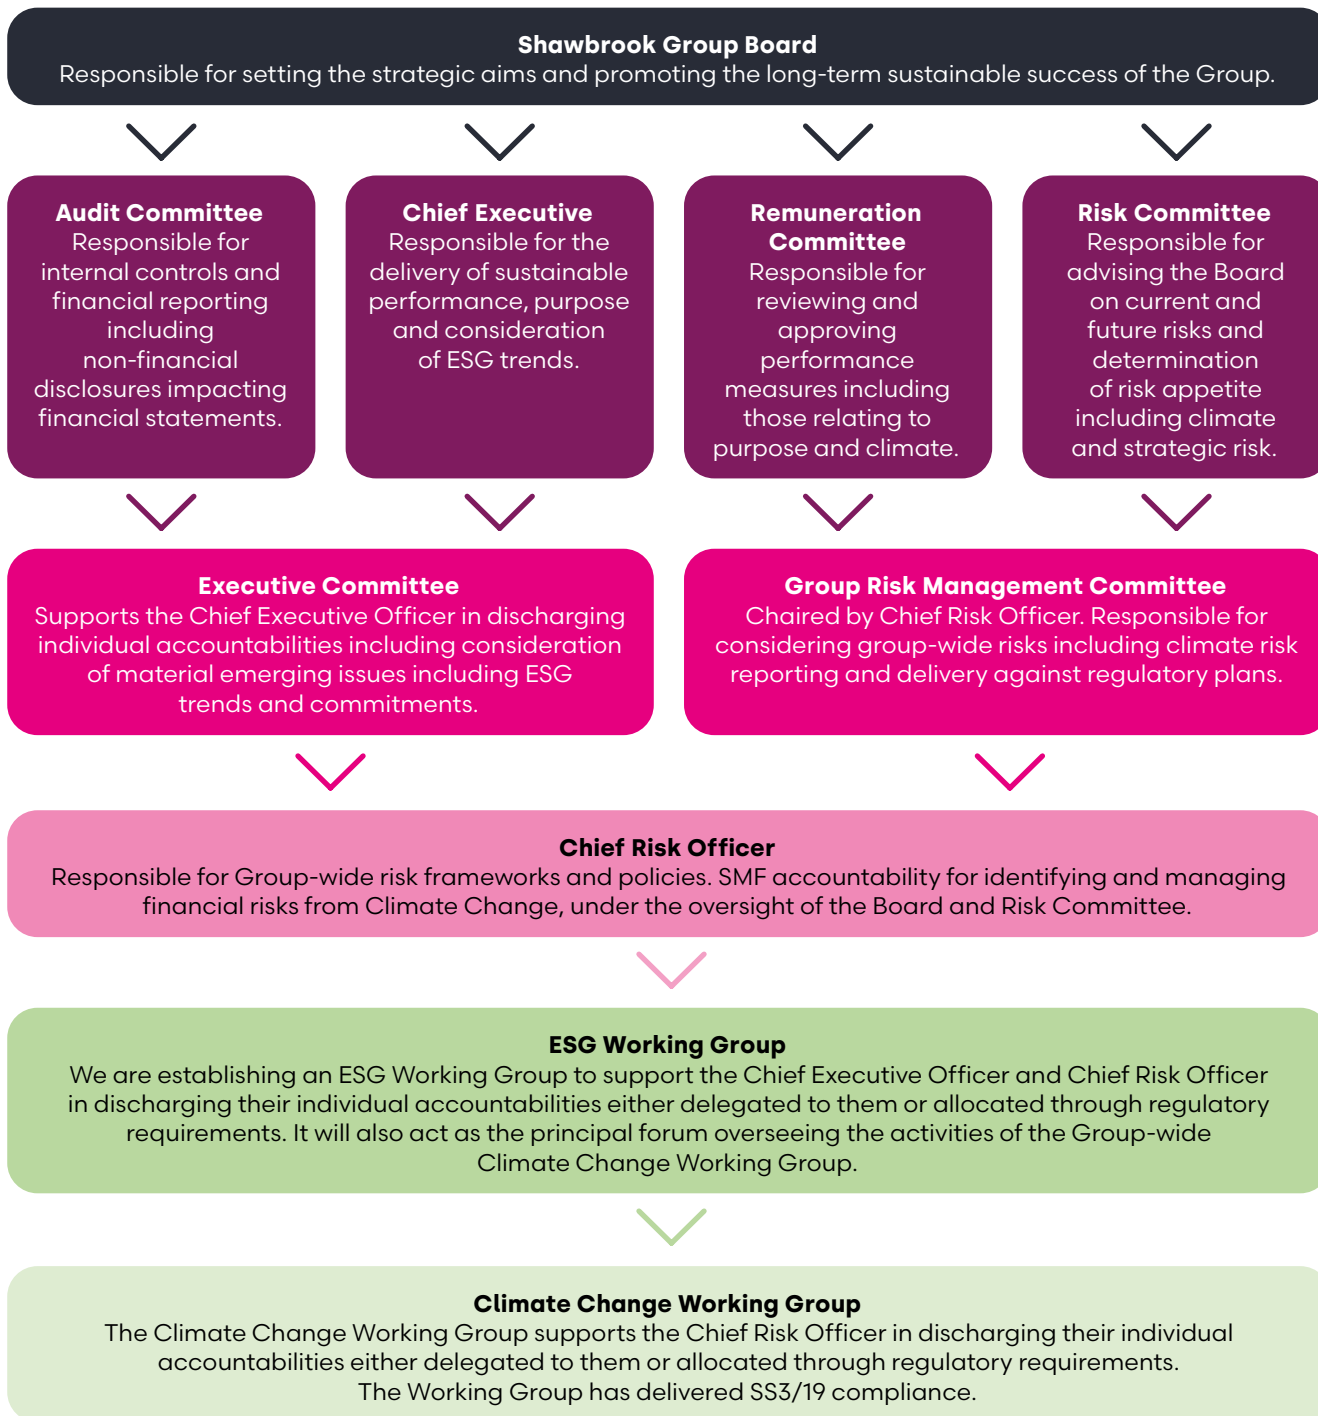 Shawbrook Group Board
Responsible for setting the strategic aims and promoting the long-term sustainable success of the Group.
Audit Committee
Responsible for
internal controls and
financial reporting
including
non-financial
disclosures impacting
financial statements.
Chief Executive
Responsible for the
delivery of sustainable
performance, purpose
and consideration
of ESG trends.
Remuneration
Committee
Responsible for
reviewing and
approving
performance
measures including
those relating to
purpose and climate.
Risk Committee
Responsible for
advising the Board
on current and
future risks and
determination
of risk appetite
including climate
and strategic risk.
Executive Committee
Supports the Chief Executive Officer in discharging
individual accountabilities including consideration
of material emerging issues including ESG
trends and commitments.
Group Risk Management Committee
Chaired by Chief Risk Officer. Responsible for
considering group-wide risks including climate risk
reporting and delivery against regulatory plans.
Chief Risk Officer
Responsible for Group-wide risk frameworks and policies. SMF accountability for identifying and managing
financial risks from Climate Change, under the oversight of the Board and Risk Committee.
ESG Working Group
We are establishing an ESG Working Group to support the Chief Executive Officer and Chief Risk Officer
in discharging their individual accountabilities either delegated to them or allocated through regulatory
requirements. It will also act as the principal forum overseeing the activities of the Group-wide
Climate Change Working Group.
Climate Change Working Group
The Climate Change Working Group supports the Chief Risk Officer in discharging their individual
accountabilities either delegated to them or allocated through regulatory requirements.
The Working Group has delivered SS3/19 compliance.